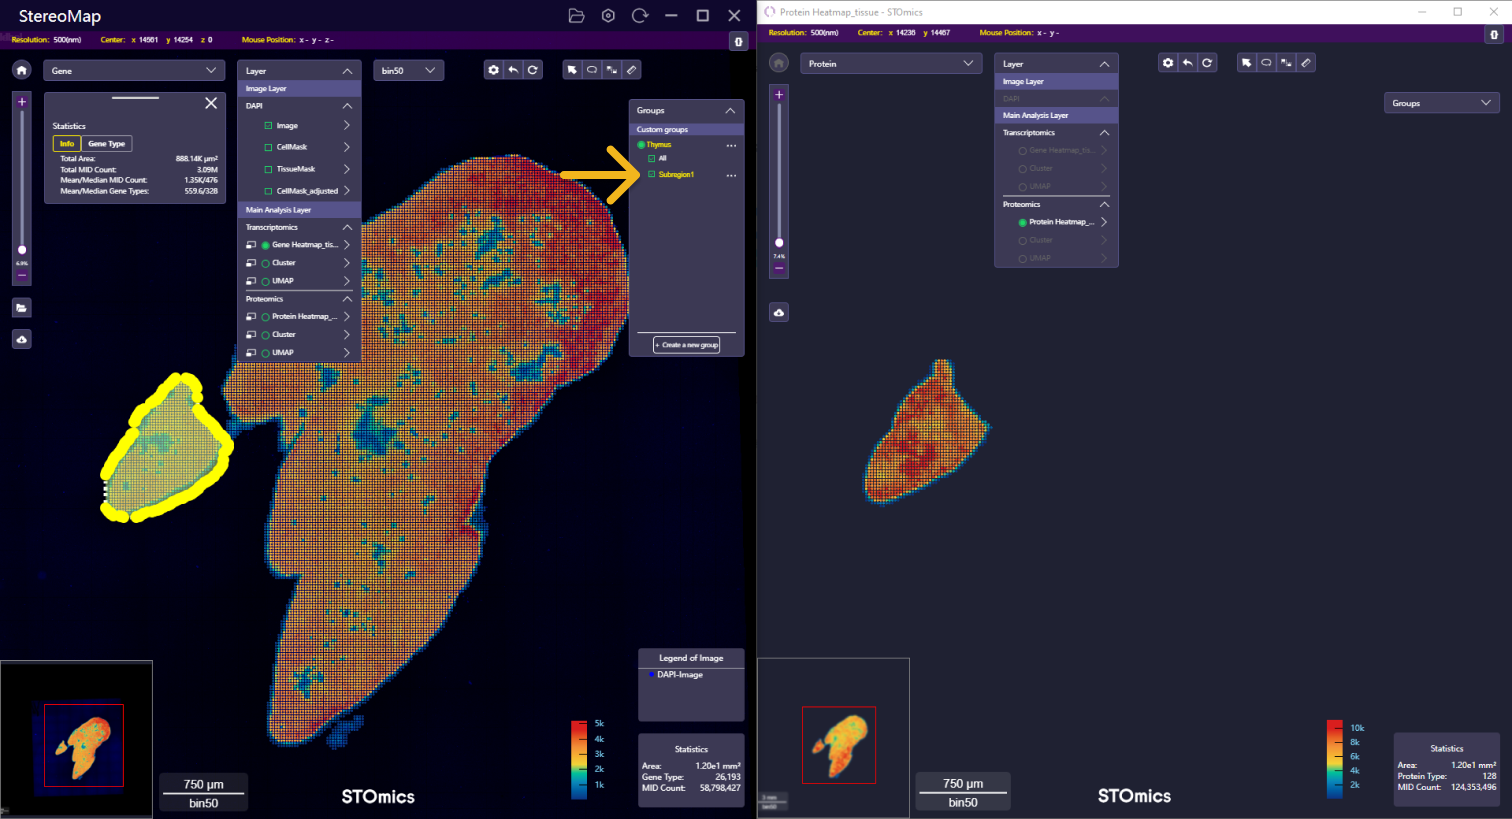 StereoMap
Resolution: 500(nm) Center: x 14561 y 14254 z 0 Mouse Position: x - y - z -
Gene
Layer
bin50
Image Layer
DAPI
Image
CellMask
TissueMask
CellMask_adjusted
Main Analysis Layer
Transcriptomics
Gene Heatmap_tis...
Cluster
UMAP
Proteomics
Protein Heatmap_...
Cluster
UMAP
Statistics
Info Gene Type
Total Area: 888.14K μm²
Total MID Count: 3.09M
Mean/Median MID Count: 1.35K/476
Mean/Median Gene Types: 559.6/328
6.9%
Groups
Custom groups
Thymus
All
Subregion1
+ Create a new group
Legend of Image
DAPI-Image
5k
4k
3k
2k
1k
Statistics
Area: 1.20e1 mm²
Gene Type: 26,193
MID Count: 58,798,427
750 μm
bin50
STOmics
Protein Heatmap_tissue - STOmics
Resolution: 500(nm) Center: x 14236 y 14467 Mouse Position: x - y -
Protein
Layer
Image Layer
DAPI
Main Analysis Layer
Transcriptomics
Gene Heatmap_tis...
Cluster
UMAP
Proteomics
Protein Heatmap_...
Cluster
UMAP
7.4%
Groups
10k
8k
6k
4k
2k
Statistics
Area: 1.20e1 mm²
Protein Type: 128
MID Count: 124,353,496
750 μm
bin50
STOmics